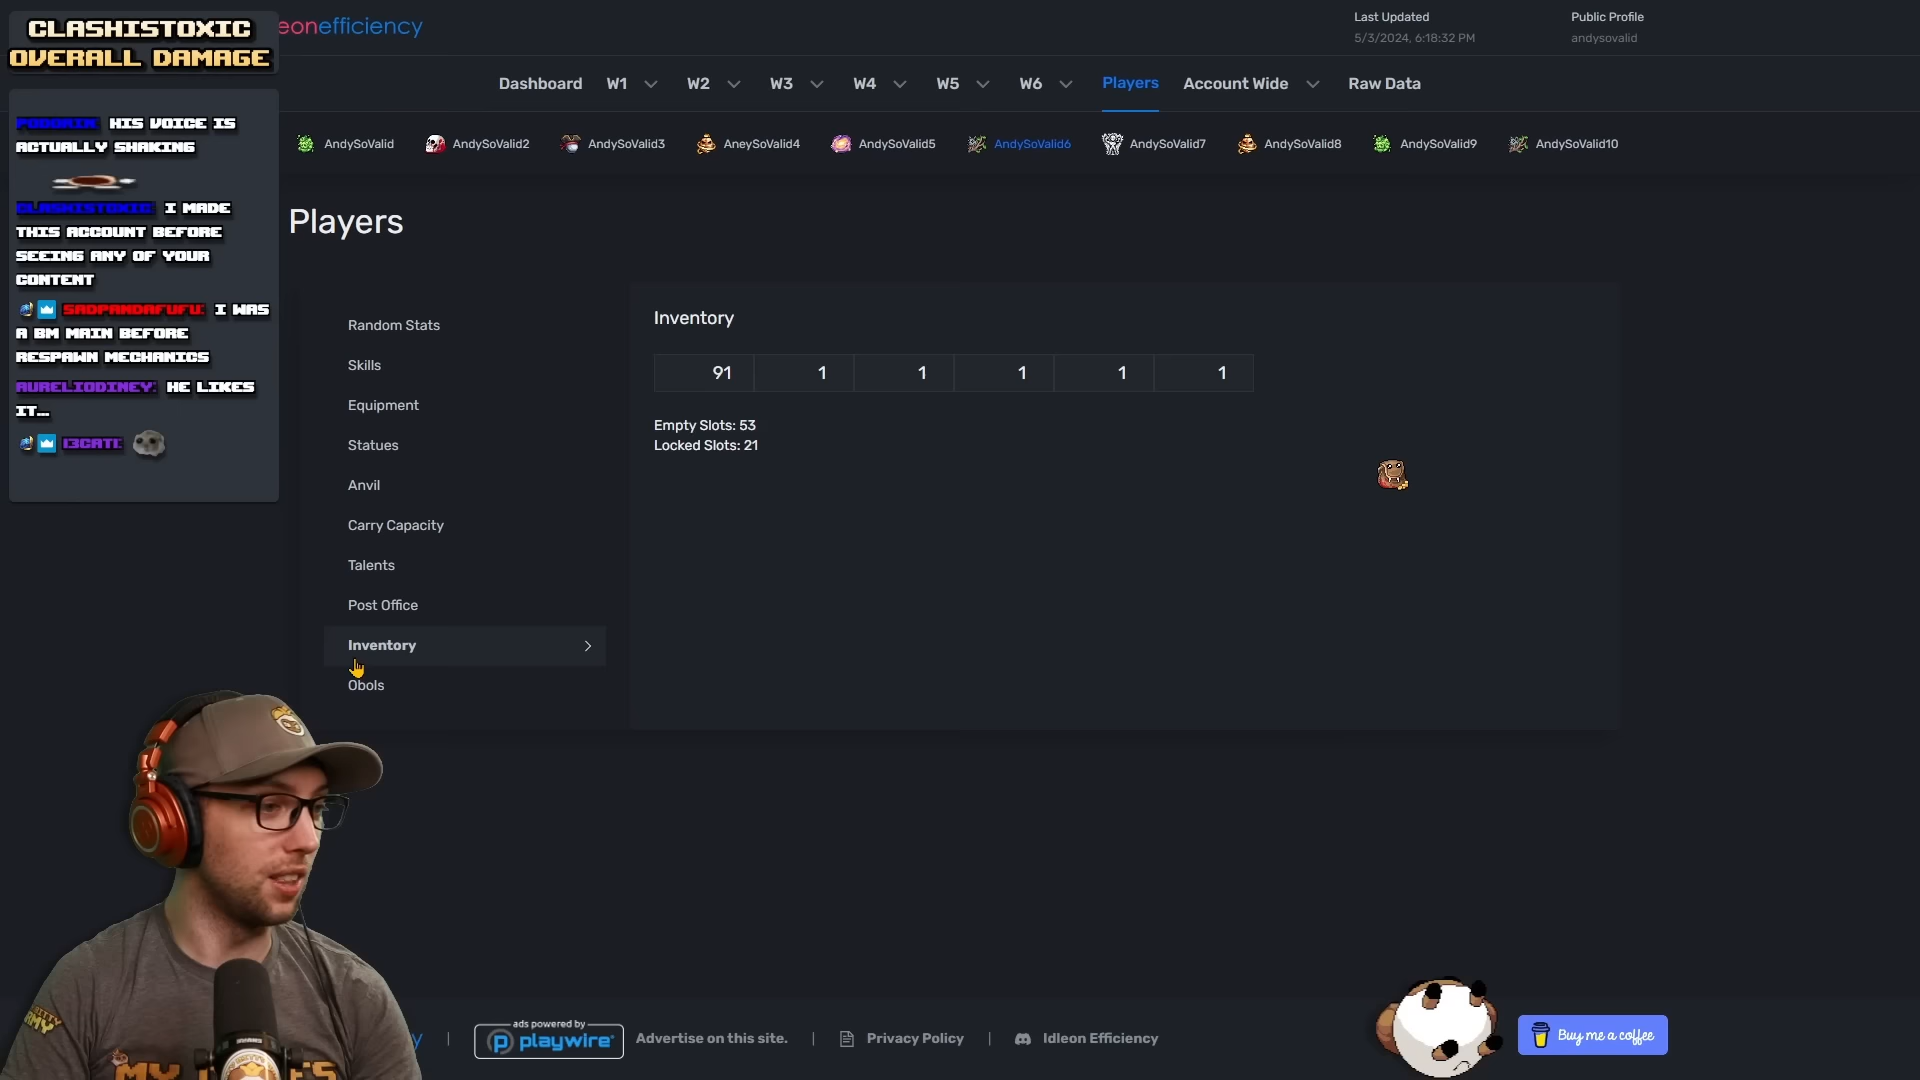 CLASHISTOXIC
OVERALL DAMAGE
eonefficiency
Last Updated
5/3/2024, 6:18:32 PM
Public Profile
andysovalid
Dashboard W1 W2 W3 W4 W5 W6 Players Account Wide Raw Data
AndySoValid AndySoValid2 AndySoValid3 AneySoValid4 AndySoValid5 AndySoValid6 AndySoValid7 AndySoValid8 AndySoValid9 AndySoValid10
HIS VOICE IS
ACTUALLY SHAKING
CLASHISTOXIC: I MADE
THIS ACCOUNT BEFORE
SEEING ANY OF YOUR
CONTENT
SADPANDAFUFU: I WAS
A BM MAIN BEFORE
RESPAWN MECHANICS
AURELIODINEY: HE LIKES
IT...
Players
Random Stats
Skills
Equipment
Statues
Anvil
Carry Capacity
Talents
Post Office
Inventory
Obols
Inventory
91 1 1 1 1 1
Empty Slots: 53
Locked Slots: 21
y
ads powered by
playwire
Advertise on this site.
Privacy Policy
Idleon Efficiency
Buy me a coffee